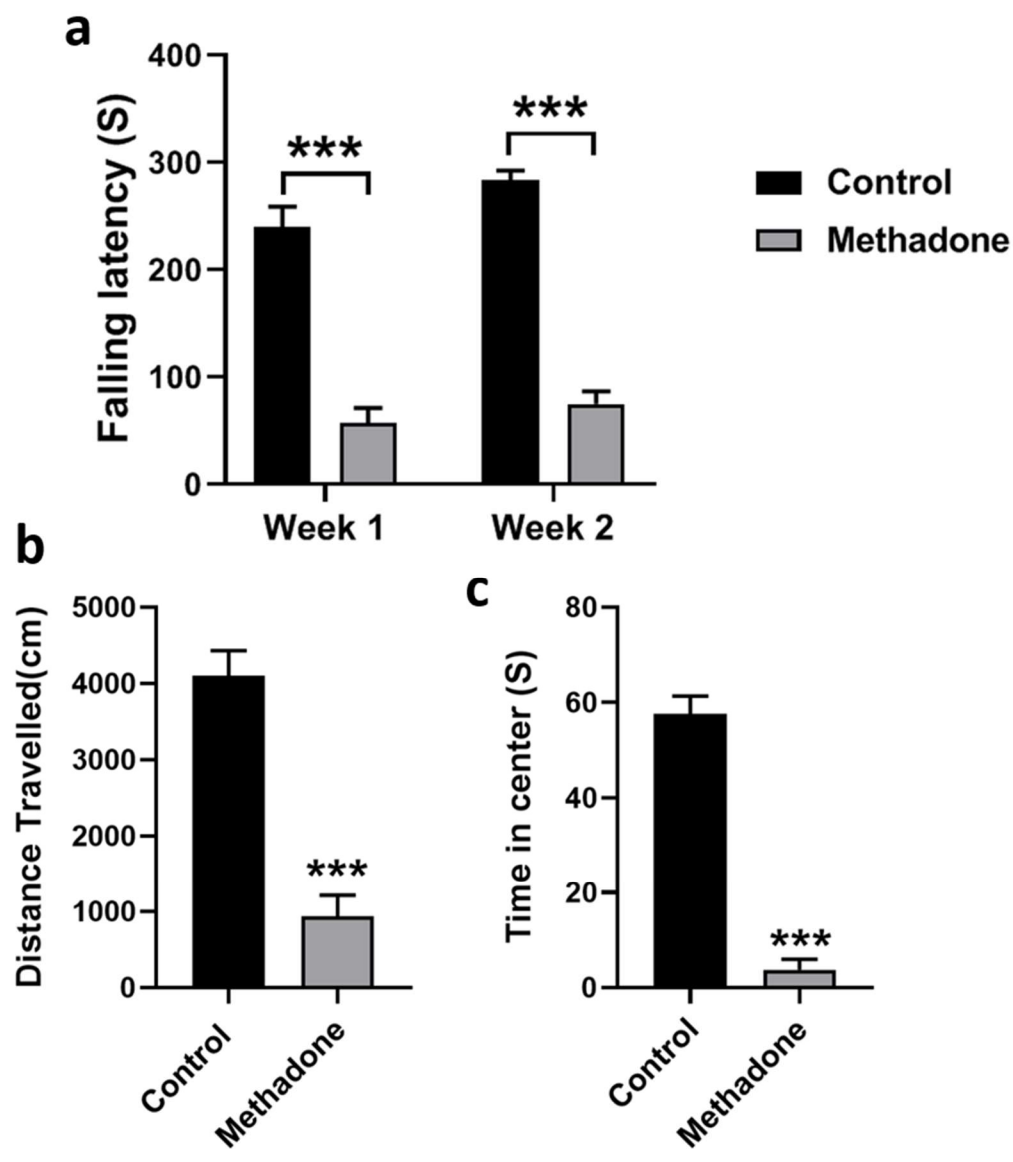 a
Falling latency (S)
400
300
200
100
0
***
***
Week 1
Week 2
Control
Methadone
b
Distance Travelled(cm)
5000
4000
3000
2000
1000
0
***
Control
Methadone
c
Time in center (S)
80
60
40
20
0
***
Control
Methadone